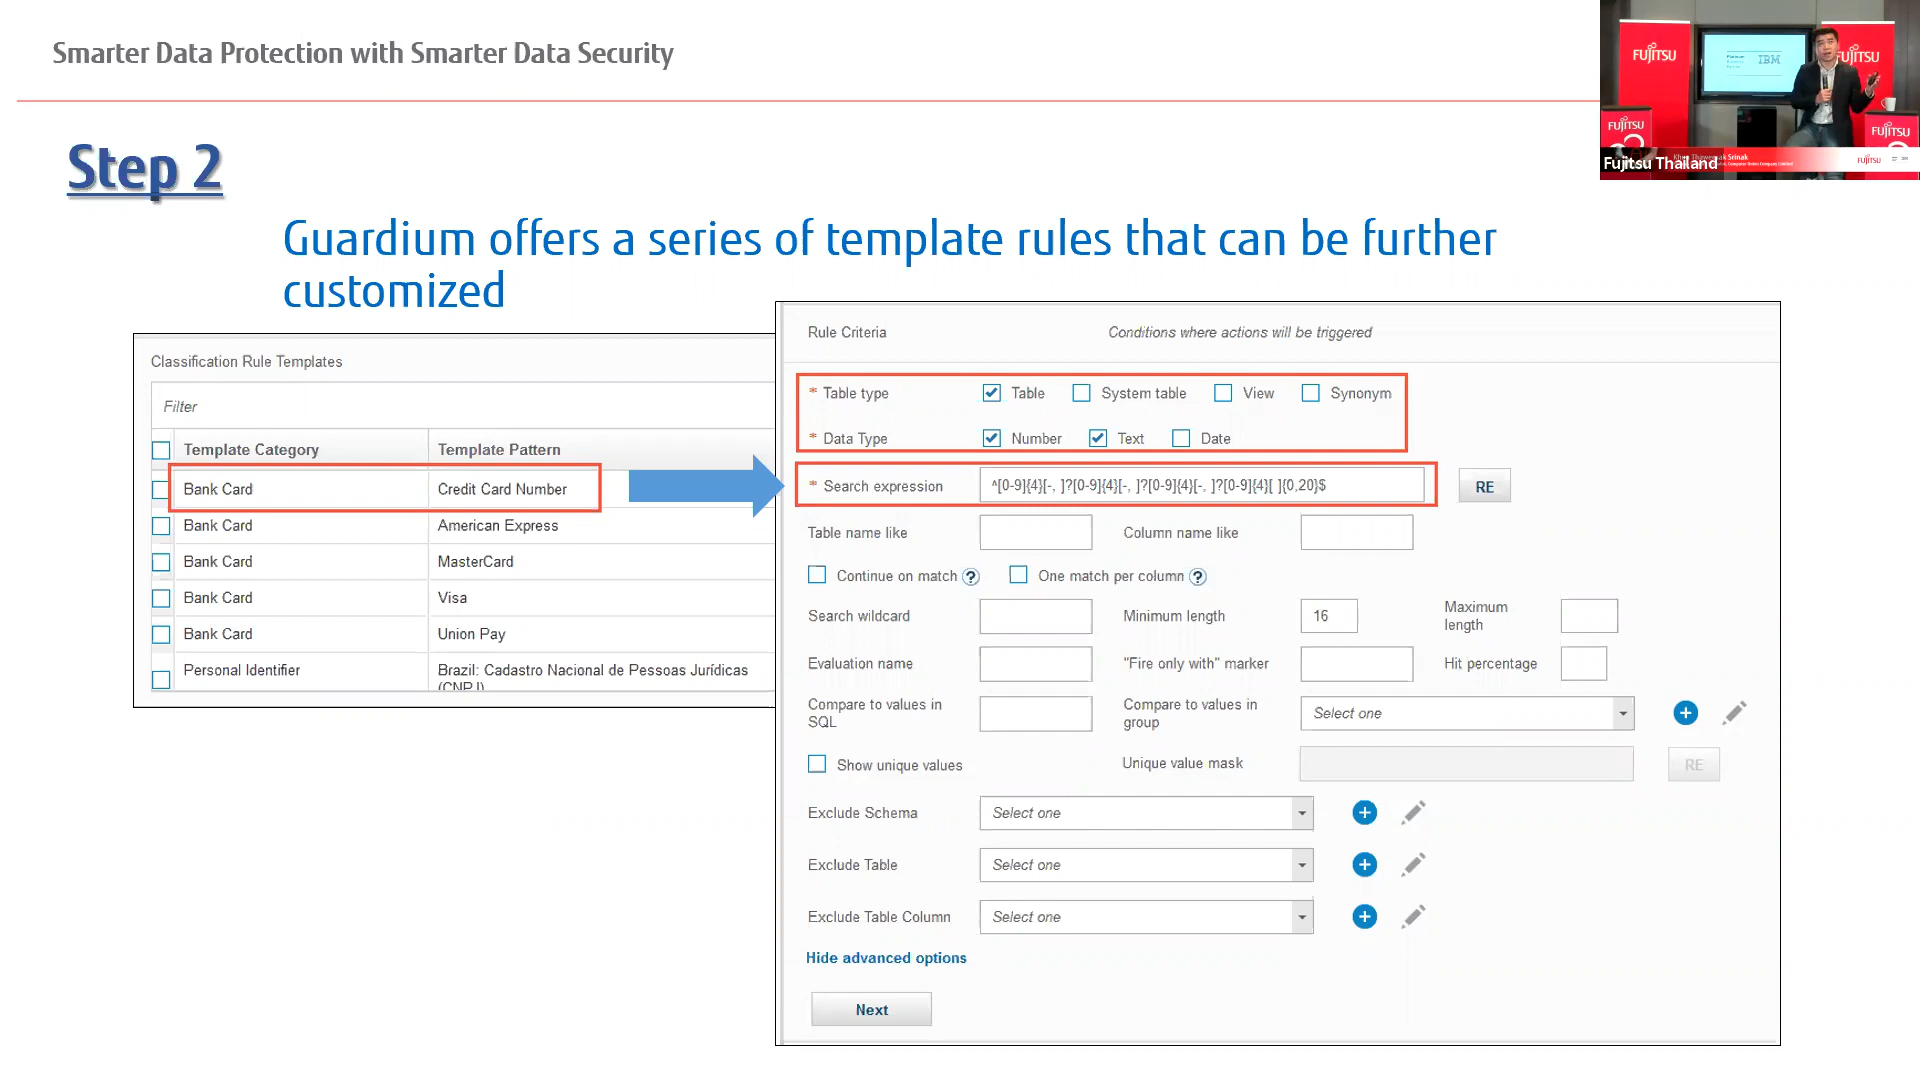 Smarter Data Protection with Smarter Data Security
FUJITSU
IBM
FUJITSU
FUJITSU
FUJITSU
Srinak
Fujitsu Thailand
FUJITSU
Step 2
Guardium offers a series of template rules that can be further
customized
Classification Rule Templates
Filter
Template Category Template Pattern
Bank Card Credit Card Number
Bank Card American Express
Bank Card MasterCard
Bank Card Visa
Bank Card Union Pay
Personal Identifier Brazil: Cadastro Nacional de Pessoas Jurídicas
(CNPJ)
Rule Criteria Conditions where actions will be triggered
* Table type Table System table View Synonym
* Data Type Number Text Date
* Search expression ^[0-9]{4}[-, ]?[0-9]{4}[-, ]?[0-9]{4}[-, ]?[0-9]{4}[ ]{0,20}$ RE
Table name like Column name like
Continue on match ? One match per column ?
Search wildcard Minimum length 16 Maximum
length
Evaluation name "Fire only with" marker Hit percentage
Compare to values in
SQL Compare to values in
group Select one
Show unique values Unique value mask RE
Exclude Schema Select one
Exclude Table Select one
Exclude Table Column Select one
Hide advanced options
Next